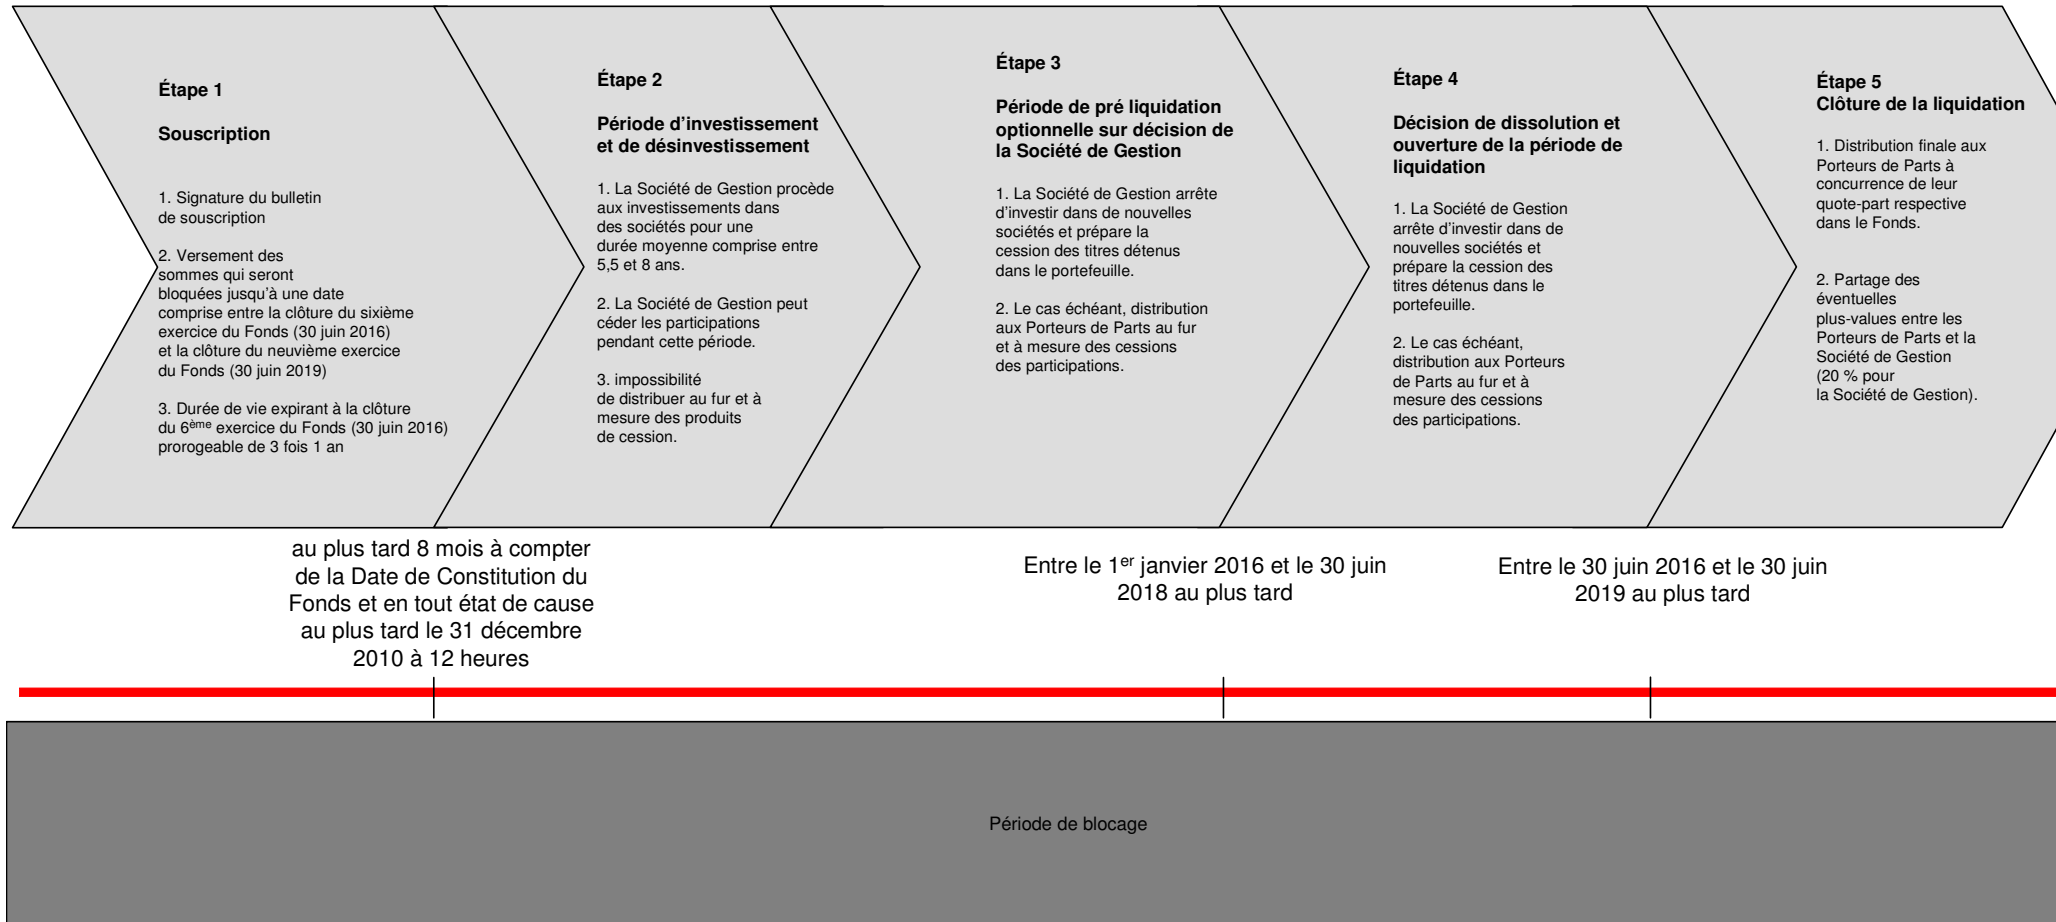 Étape 1
Souscription
1. Signature du bulletin
de souscription
2. Versement des
sommes qui seront
bloquées jusqu'à une date
comprise entre la clôture du sixième
exercice du Fonds (30 juin 2016)
et la clôture du neuvième exercice
du Fonds (30 juin 2019)
3. Durée de vie expirant à la clôture
du 6ème exercice du Fonds (30 juin 2016)
prorogeable de 3 fois 1 an
Étape 2
Période d'investissement
et de désinvestissement
1. La Société de Gestion procède
aux investissements dans
des sociétés pour une
durée moyenne comprise entre
5,5 et 8 ans.
2. La Société de Gestion peut
céder les participations
pendant cette période.
3. impossibilité
de distribuer au fur et à
mesure des produits
de cession.
Étape 3
Période de pré liquidation
optionnelle sur décision de
la Société de Gestion
1. La Société de Gestion arrête
d'investir dans de nouvelles
sociétés et prépare la
cession des titres détenus
dans le portefeuille.
2. Le cas échéant, distribution
aux Porteurs de Parts au fur
et à mesure des cessions
des participations.
Étape 4
Décision de dissolution et
ouverture de la période de
liquidation
1. La Société de Gestion
arrête d'investir dans de
nouvelles sociétés et
prépare la cession des
titres détenus dans le
portefeuille.
2. Le cas échéant,
distribution aux Porteurs
de Parts au fur et à
mesure des cessions
des participations.
Étape 5
Clôture de la liquidation
1. Distribution finale aux
Porteurs de Parts à
concurrence de leur
quote-part respective
dans le Fonds.
2. Partage des
éventuelles
plus-values entre les
Porteurs de Parts et la
Société de Gestion
(20 % pour
la Société de Gestion).
au plus tard 8 mois à compter
de la Date de Constitution du
Fonds et en tout état de cause
au plus tard le 31 décembre
2010 à 12 heures
Entre le 1er janvier 2016 et le 30 juin
2018 au plus tard
Entre le 30 juin 2016 et le 30 juin
2019 au plus tard
Période de blocage